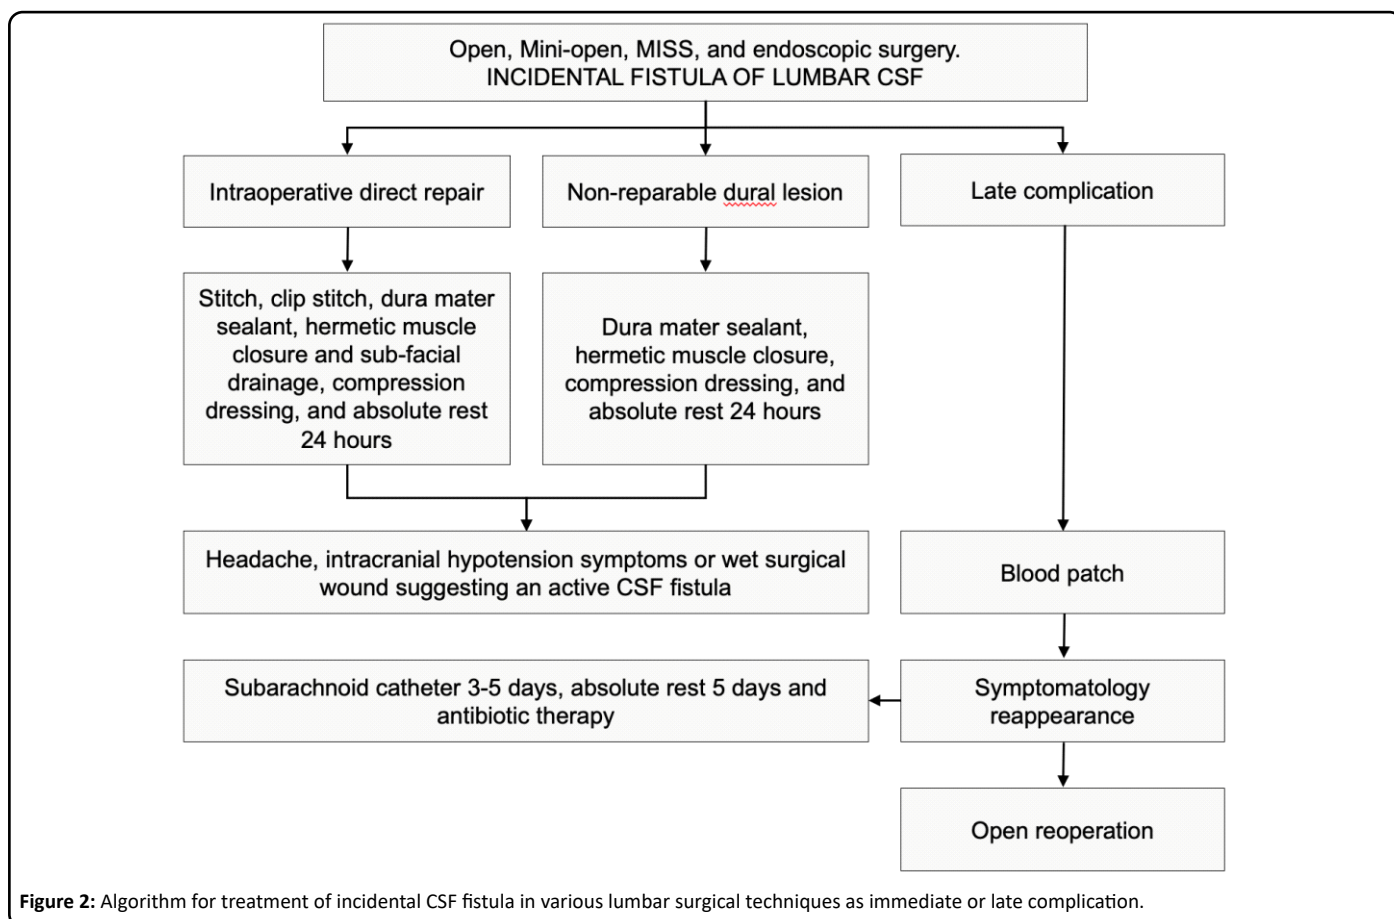 Open, Mini-open, MISS, and endoscopic surgery.
INCIDENTAL FISTULA OF LUMBAR CSF
Intraoperative direct repair
Non-reparable dural lesion
Late complication
Stitch, clip stitch, dura mater
sealant, hermetic muscle
closure and sub-facial
drainage, compression
dressing, and absolute rest
24 hours
Dura mater sealant,
hermetic muscle closure,
compression dressing, and
absolute rest 24 hours
Headache, intracranial hypotension symptoms or wet surgical
wound suggesting an active CSF fistula
Blood patch
Subarachnoid catheter 3-5 days, absolute rest 5 days and
antibiotic therapy
Symptomatology
reappearance
Open reoperation
Figure 2: Algorithm for treatment of incidental CSF fistula in various lumbar surgical techniques as immediate or late complication.